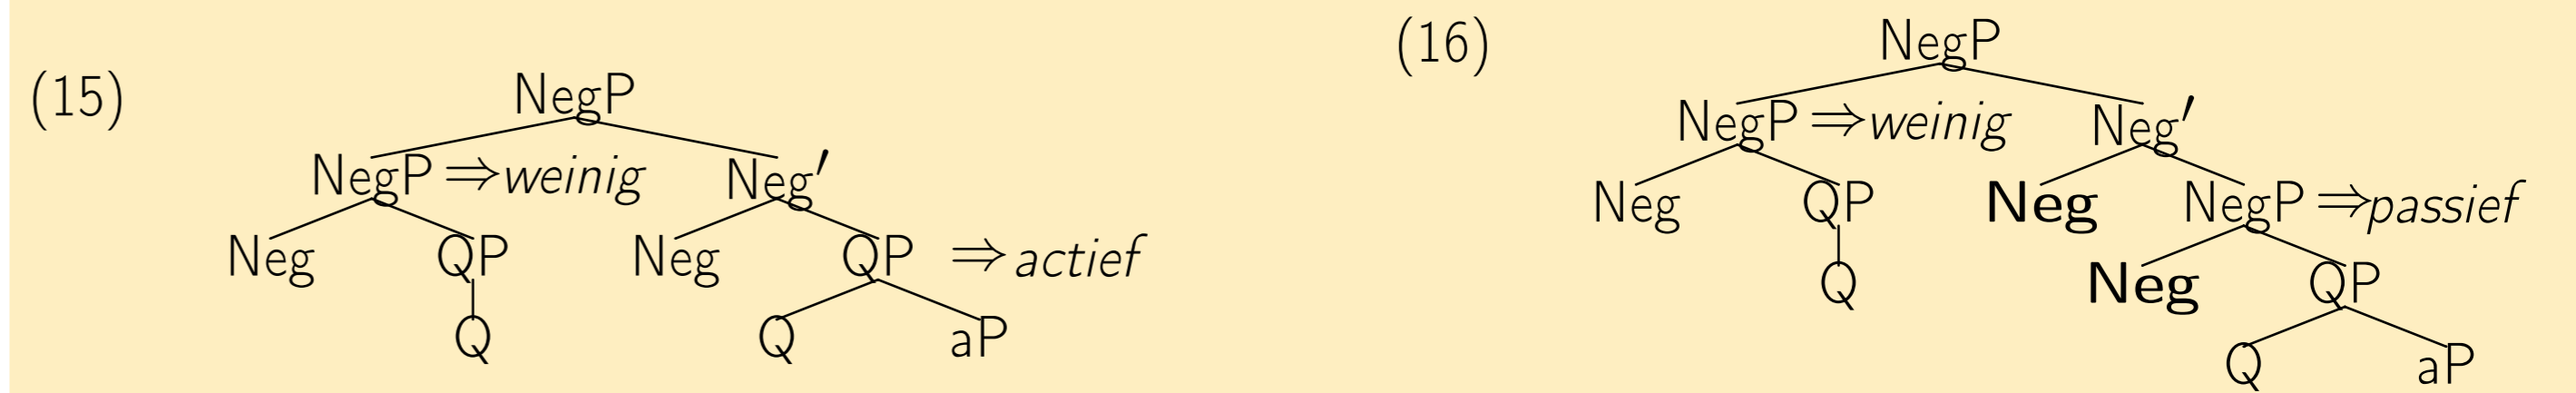 (15)
NegP
NegP ⇒weinig Neg′
Neg QP Neg QP ⇒actief
Q Q aP
(16)
NegP
NegP ⇒weinig Neg′
Neg QP Neg NegP ⇒passief
Q Neg QP
Q aP